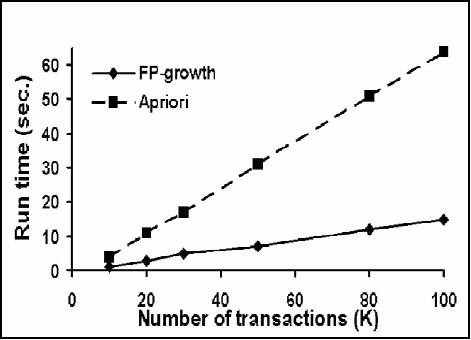 60
50
40
30
20
10
0
Run time (sec.)
FP-growth
Apriori
0 20 40 60 80 100
Number of transactions (K)